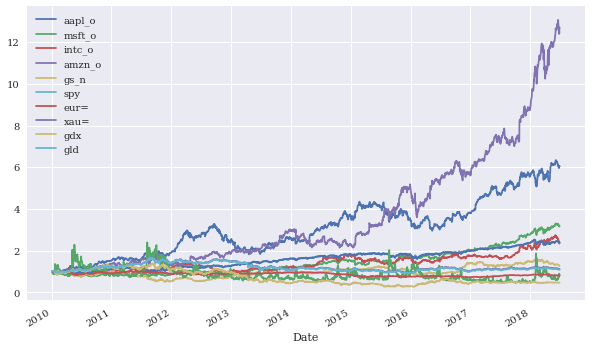 aapl_o
msft_o
intc_o
amzn_o
gs_n
spy
eur=
xau=
gdx
gld
12
10
8
6
4
2
0
2010
2011
2012
2013
2014
2015
2016
2017
2018
Date